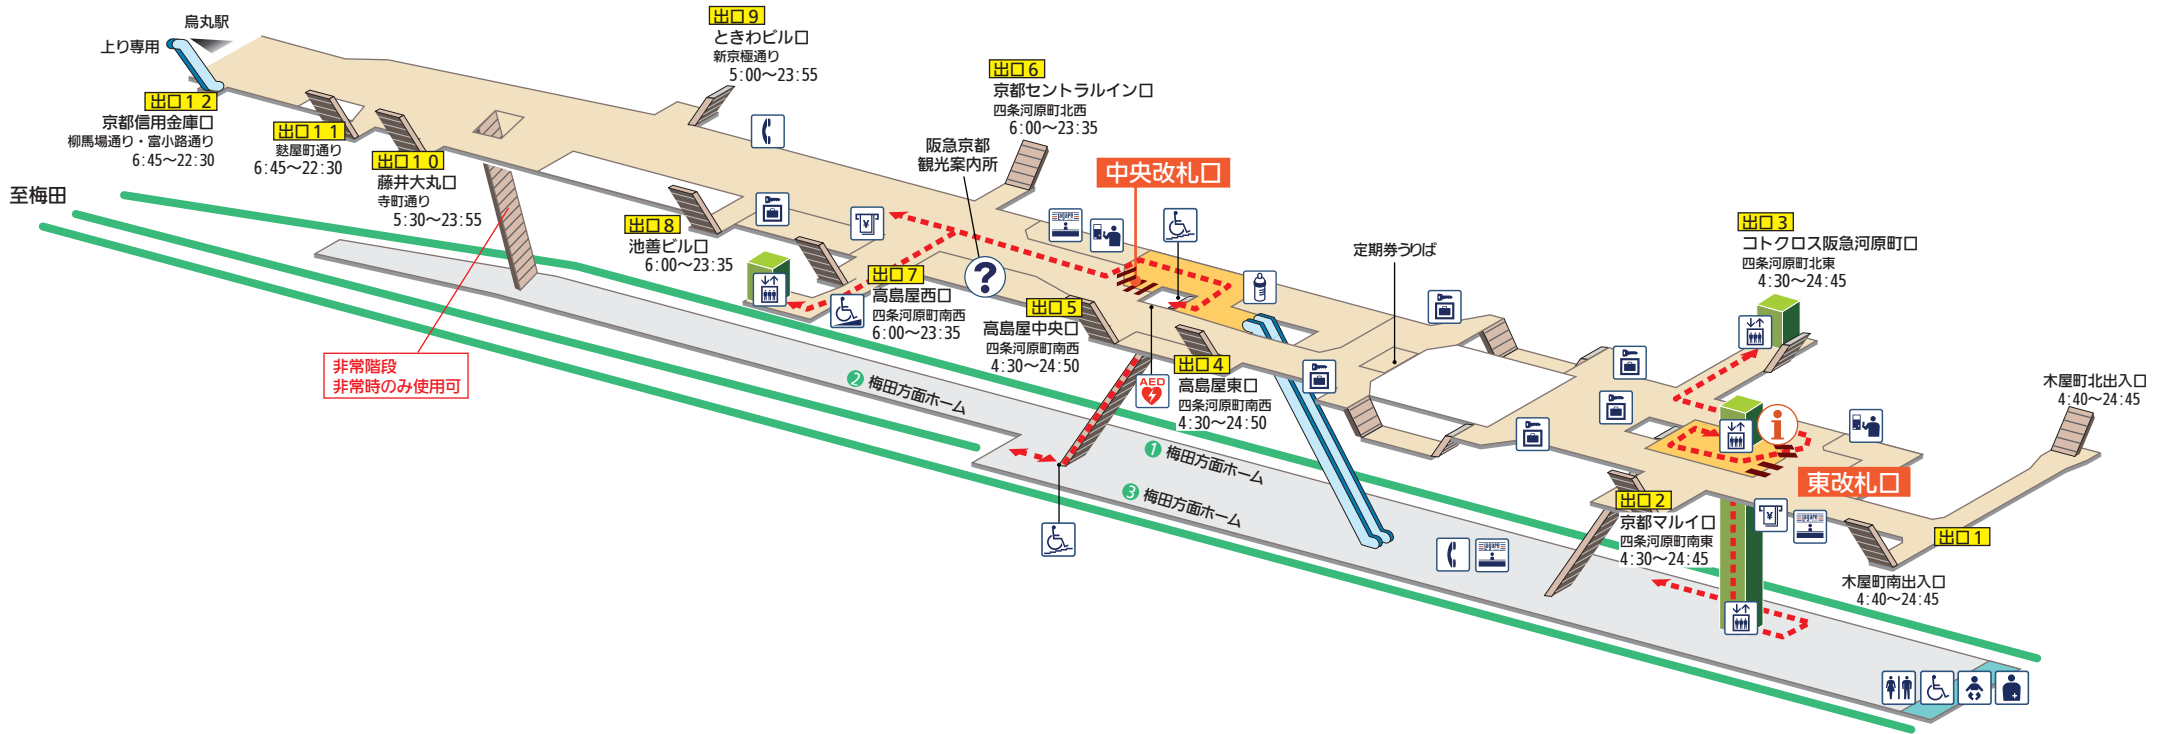 烏丸駅
上り専用
出口12
京都信用金庫口
柳馬場通り・富小路通り
6:45〜22:30
出口11
麩屋町通り
6:45〜22:30
出口10
藤井大丸口
寺町通り
5:30〜23:55
出口9
ときわビル口
新京極通り
5:00〜23:55
出口6
京都セントラルイン口
四条河原町北西
6:00〜23:35
阪急京都
観光案内所
中央改札口
至梅田
出口8
池善ビル口
6:00〜23:35
出口7
高島屋西口
四条河原町南西
6:00〜23:35
出口5
高島屋中央口
四条河原町南西
4:30〜24:50
出口4
高島屋東口
四条河原町南西
4:30〜24:50
定期券うりば
出口3
コトクロス阪急河原町口
四条河原町北東
4:30〜24:45
木屋町北出入口
4:40〜24:45
東改札口
出口2
京都マルイ口
四条河原町南東
4:30〜24:45
出口1
木屋町南出入口
4:40〜24:45
非常階段
非常時のみ使用可
2 梅田方面ホーム
1 梅田方面ホーム
3 梅田方面ホーム
AED
?
i
¥
¥